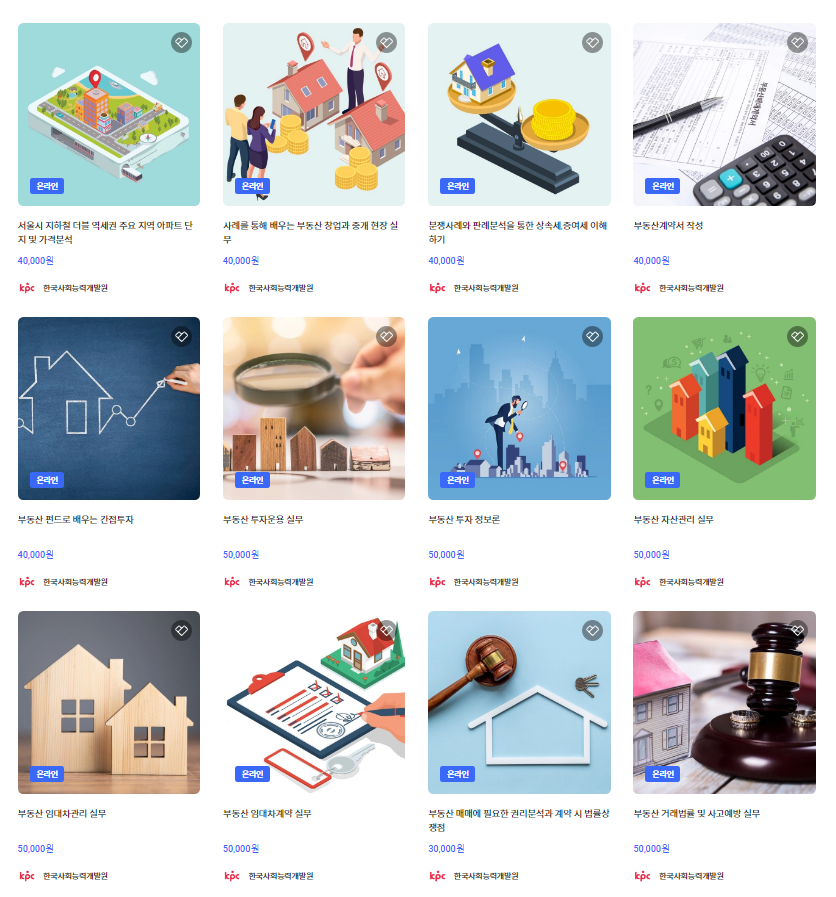 부동산매매계약서
온라인
온라인
온라인
온라인
서울시 지하철 더블 역세권 주요 지역 아파트 단
지 및 가격분석
40,000원
kpc 한국사회능력개발원
사례를 통해 배우는 부동산 창업과 중개 현장 실
무
40,000원
kpc 한국사회능력개발원
분쟁사례와 판례분석을 통한 상속세,증여세 이해
하기
40,000원
kpc 한국사회능력개발원
부동산계약서 작성
40,000원
kpc 한국사회능력개발원
온라인
온라인
온라인
온라인
부동산 펀드로 배우는 간접투자
40,000원
kpc 한국사회능력개발원
부동산 투자운용 실무
50,000원
kpc 한국사회능력개발원
부동산 투자 정보론
50,000원
kpc 한국사회능력개발원
부동산 자산관리 실무
50,000원
kpc 한국사회능력개발원
온라인
온라인
온라인
온라인
부동산 임대차관리 실무
50,000원
kpc 한국사회능력개발원
부동산 임대차계약 실무
50,000원
kpc 한국사회능력개발원
부동산 매매에 필요한 권리분석과 계약 시 법률상
쟁점
30,000원
kpc 한국사회능력개발원
부동산 거래법률 및 사고예방 실무
50,000원
kpc 한국사회능력개발원